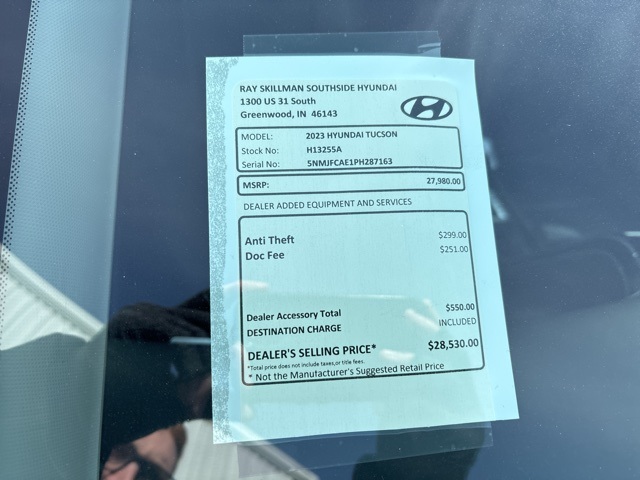 RAY SKILLMAN SOUTHSIDE HYUNDAI
1300 US 31 South
Greenwood, IN 46143
MODEL: 2023 HYUNDAI TUCSON
Stock No: H13255A
Serial No: 5NMJFCAE1PH287163
MSRP: 27,980.00
DEALER ADDED EQUIPMENT AND SERVICES
Anti Theft $299.00
Doc Fee $251.00
Dealer Accessory Total $550.00
DESTINATION CHARGE INCLUDED
DEALER'S SELLING PRICE* $28,530.00
*Total price does not include taxes,or title fees.
* Not the Manufacturer's Suggested Retail Price